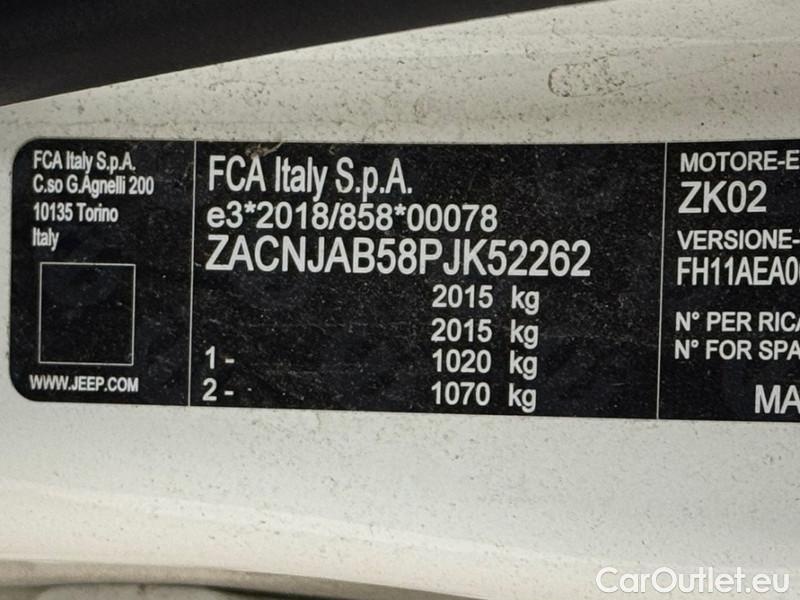 FCA Italy S.p.A.
C.so G.Agnelli 200
10135 Torino
Italy
WWW.JEEP.COM
FCA Italy S.p.A.
e3*2018/858*00078
ZACNJAB58PJK52262
2015 kg
2015 kg
1 - 1020 kg
2 - 1070 kg
MOTORE-E
ZK02
VERSIONE-
FH11AEA0
N° PER RICA
N° FOR SPA
MA
CarOutlet.eu